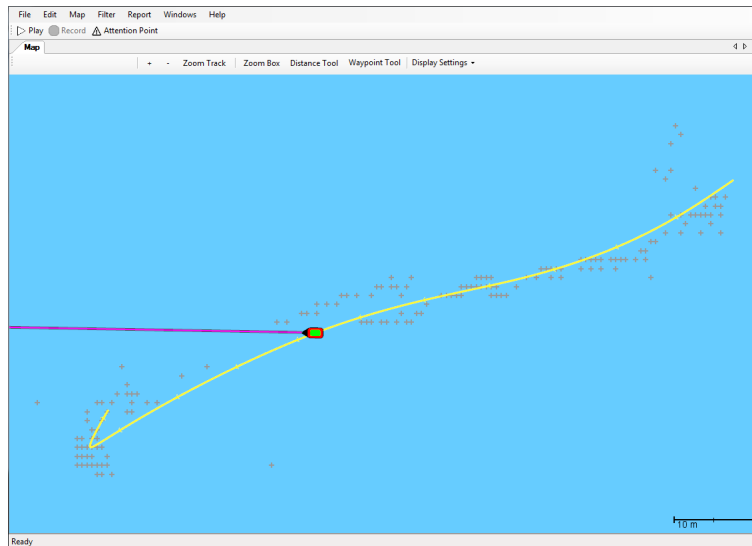 File Edit Map Filter Report Windows Help
Play Record Attention Point
Map
+ - Zoom Track Zoom Box Distance Tool Waypoint Tool Display Settings
10 m
Ready